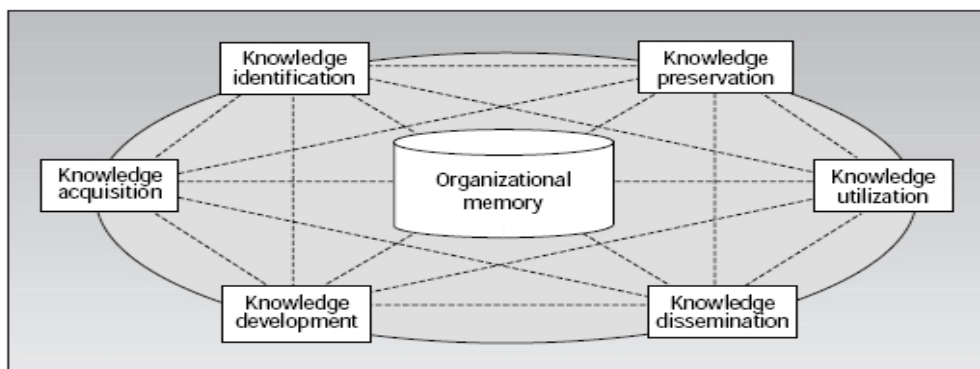 Knowledge
identification
Knowledge
preservation
Knowledge
acquisition
Organizational
memory
Knowledge
utilization
Knowledge
development
Knowledge
dissemination